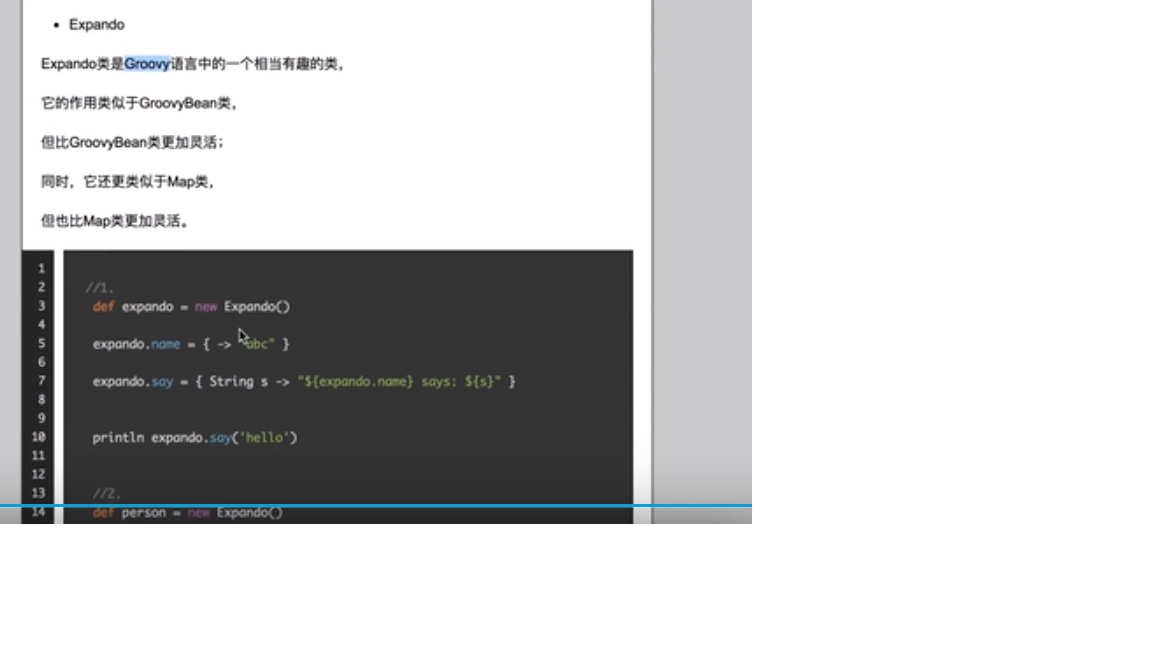 • Expando
Expando类是Groovy语言中的一个相当有趣的类,
它的作用类似于GroovyBean类,
但比GroovyBean类更加灵活;
同时，它还更类似于Map类,
但也比Map类更加灵活。
1
2 //1.
3 def expando = new Expando()
4
5 expando.name = { -> "abc" }
6
7 expando.say = { String s -> "${expando.name} says: ${s}" }
8
9
10 println expando.say('hello')
11
12
13 //2.
14 def person = new Expando()